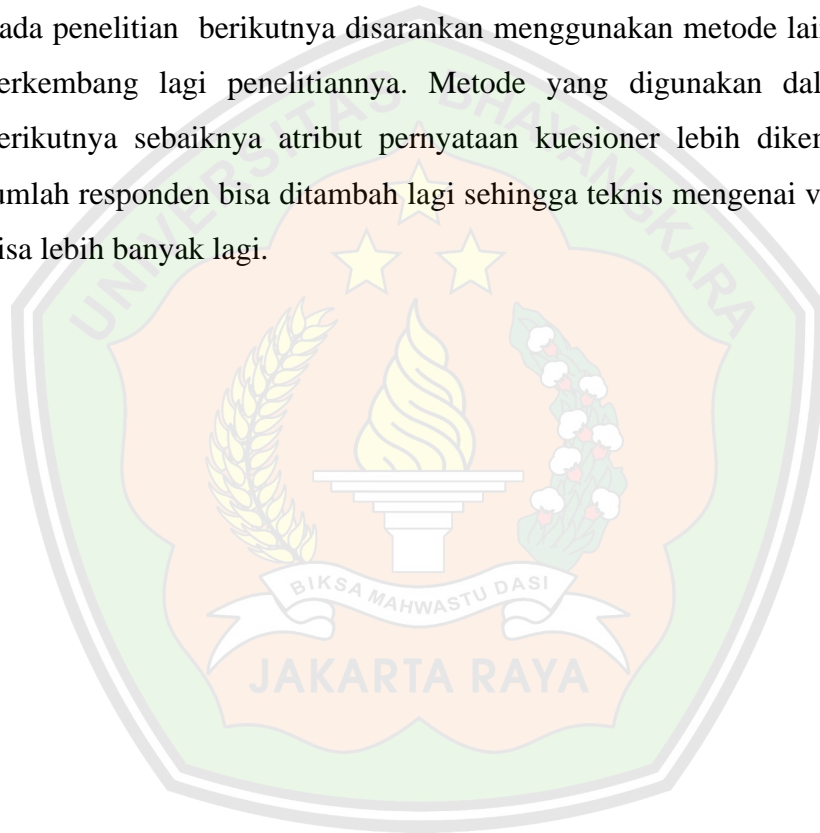 ada penelitian berikutnya disarankan menggunakan metode lain
erkembang lagi penelitiannya. Metode yang digunakan dal
erikutnya sebaiknya atribut pernyataan kuesioner lebih dike
umlah responden bisa ditambah lagi sehingga teknis mengenai v
isa lebih banyak lagi.
UNIVERSITAS BHAYANGKARA
BIKSA MAHWASTU DASI
JAKARTA RAYA